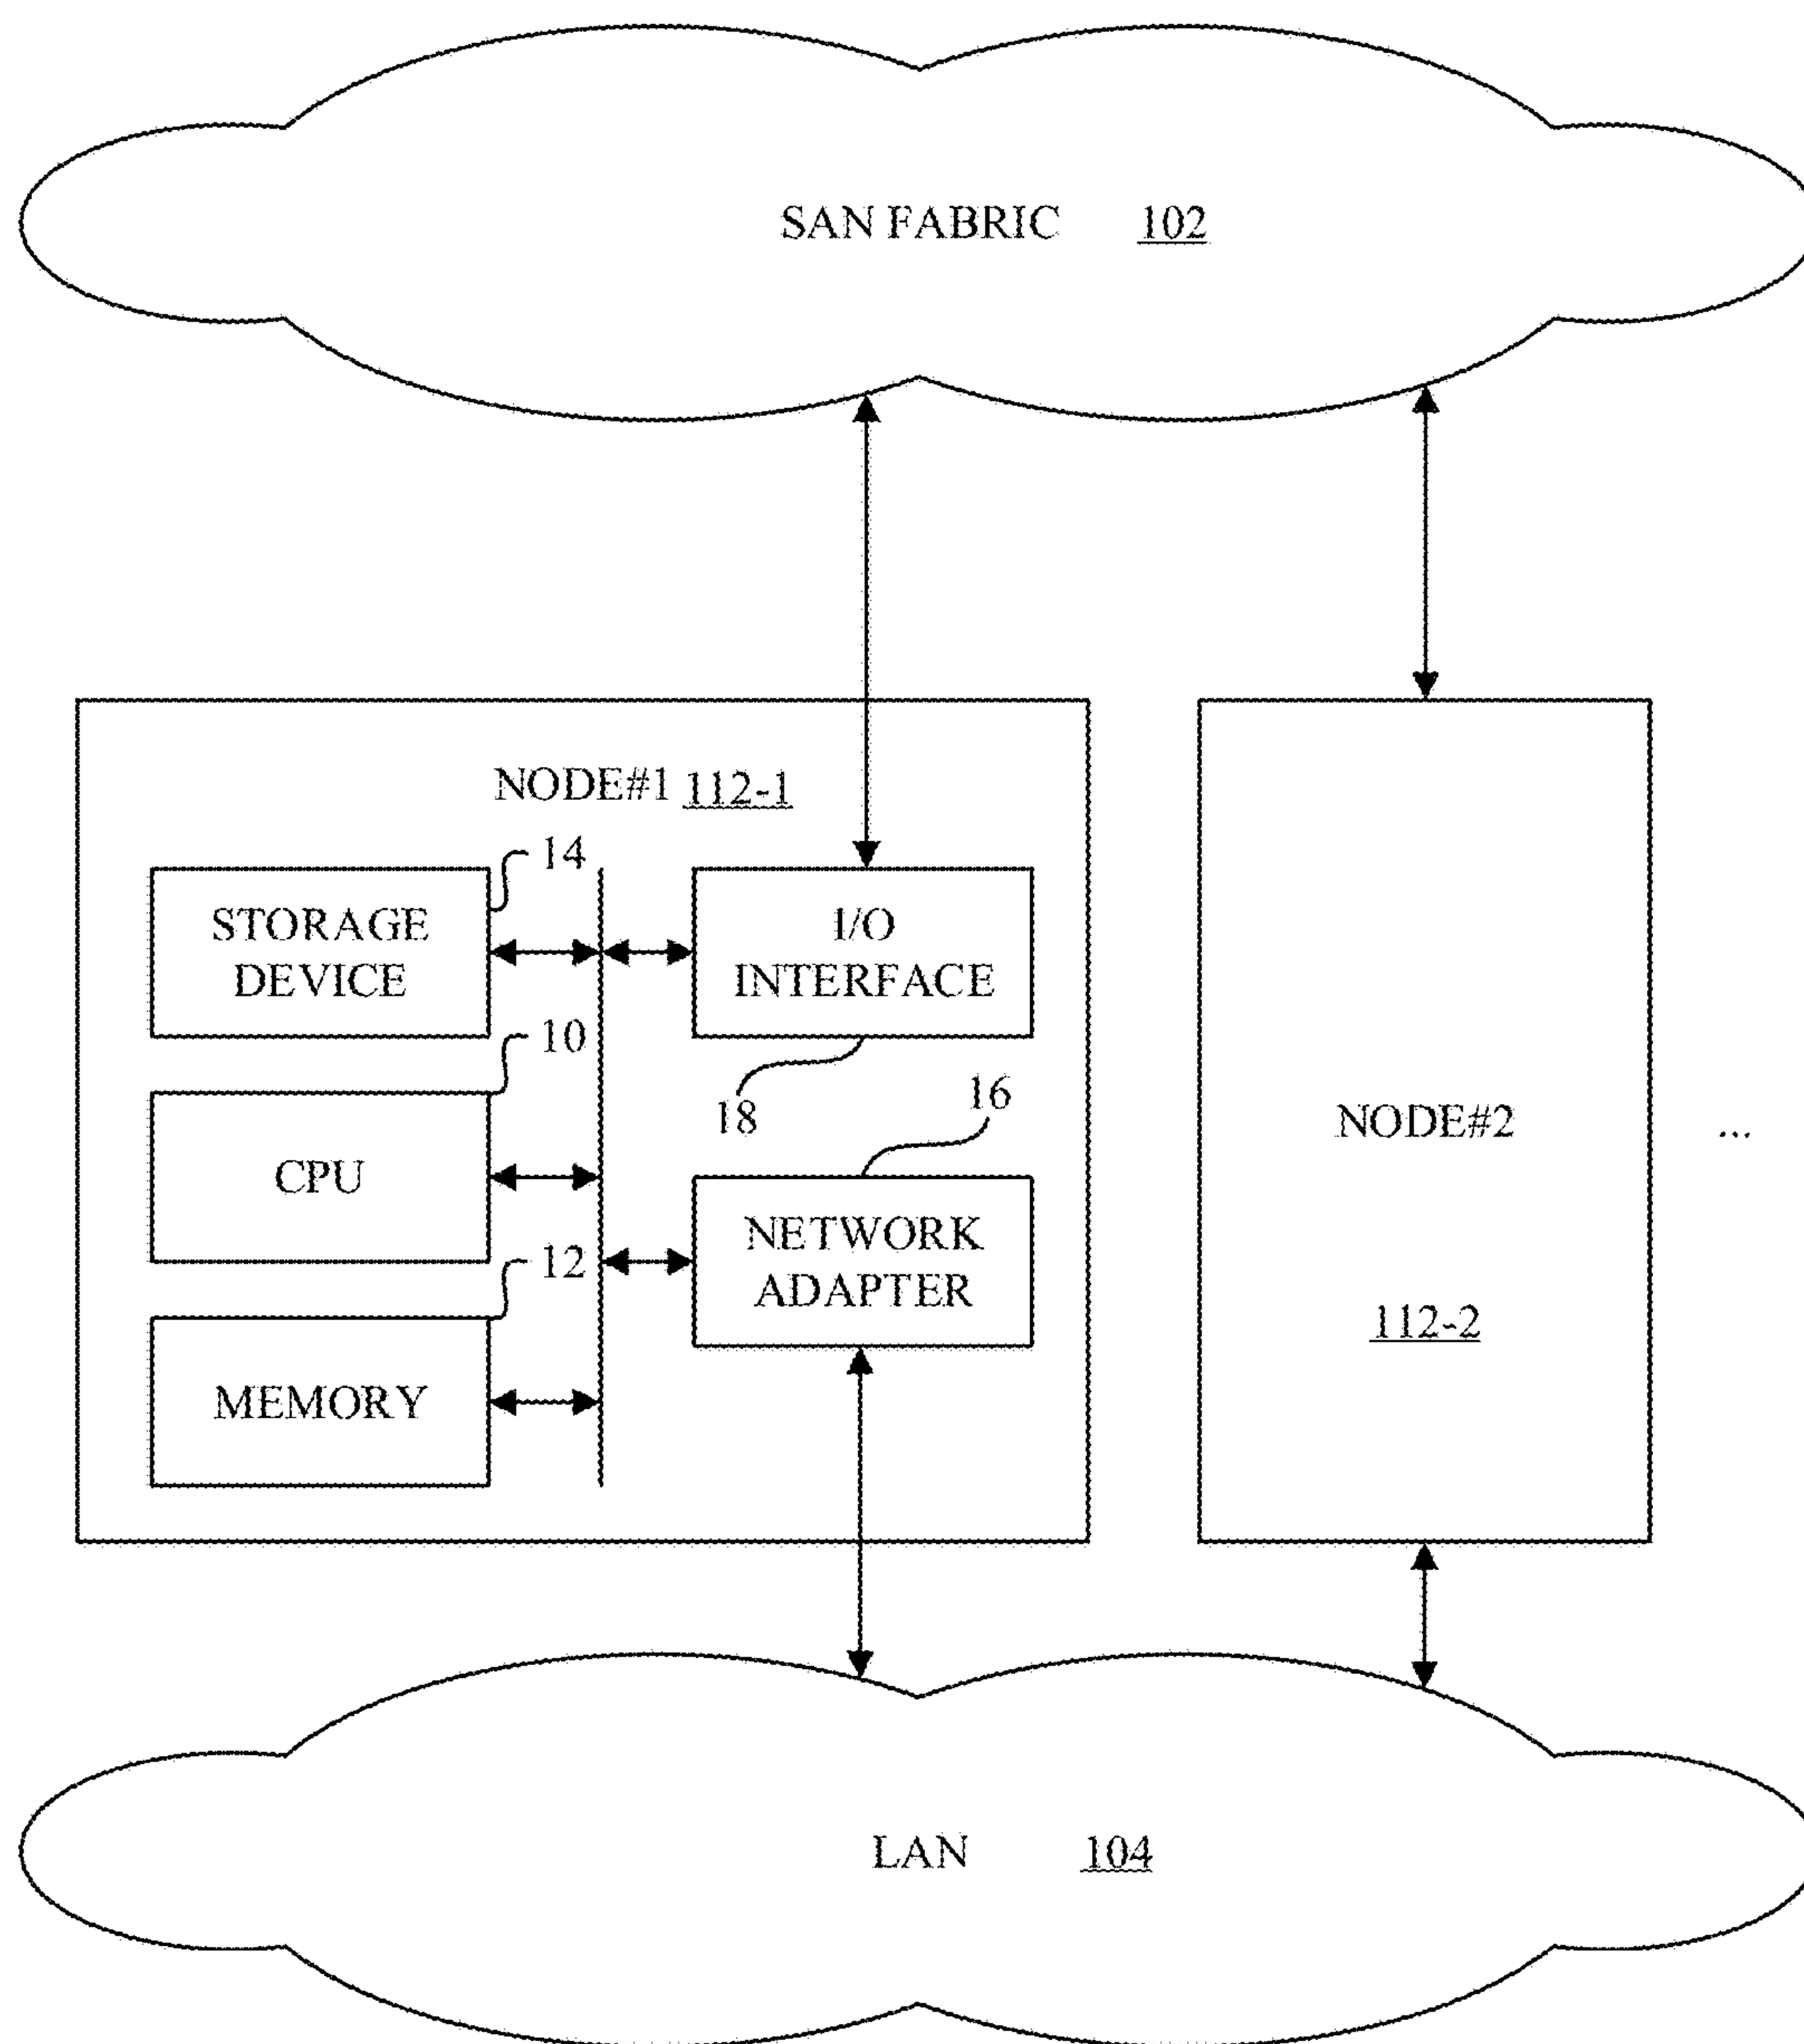 SAN FABRIC 102
NODE#1 112-1
14
STORAGE
DEVICE
I/O
INTERFACE
10
18
16
CPU
NODE#2
...
NETWORK
ADAPTER
12
112-2
MEMORY
LAN 104